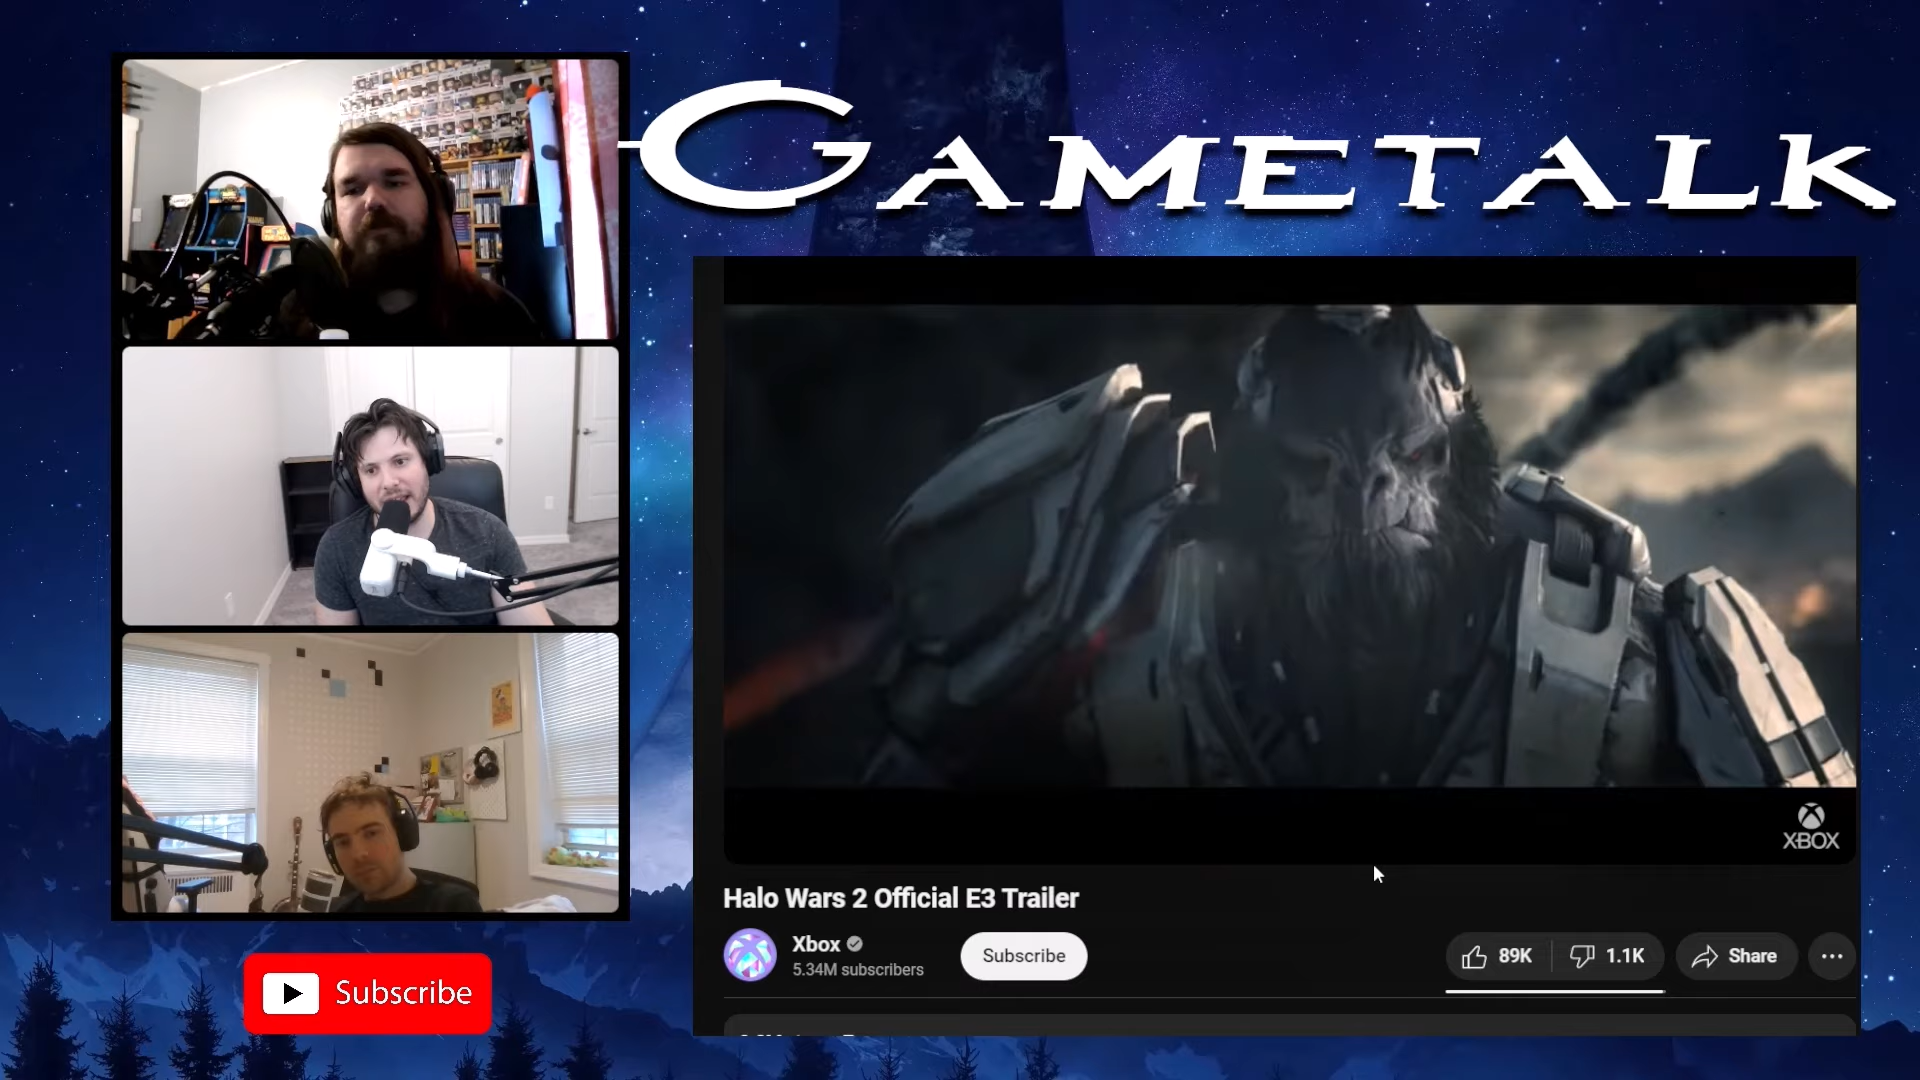 GAMETALK
XBOX
Halo Wars 2 Official E3 Trailer
Xbox
5.34M subscribers
Subscribe
89K
1.1K
Share
Subscribe